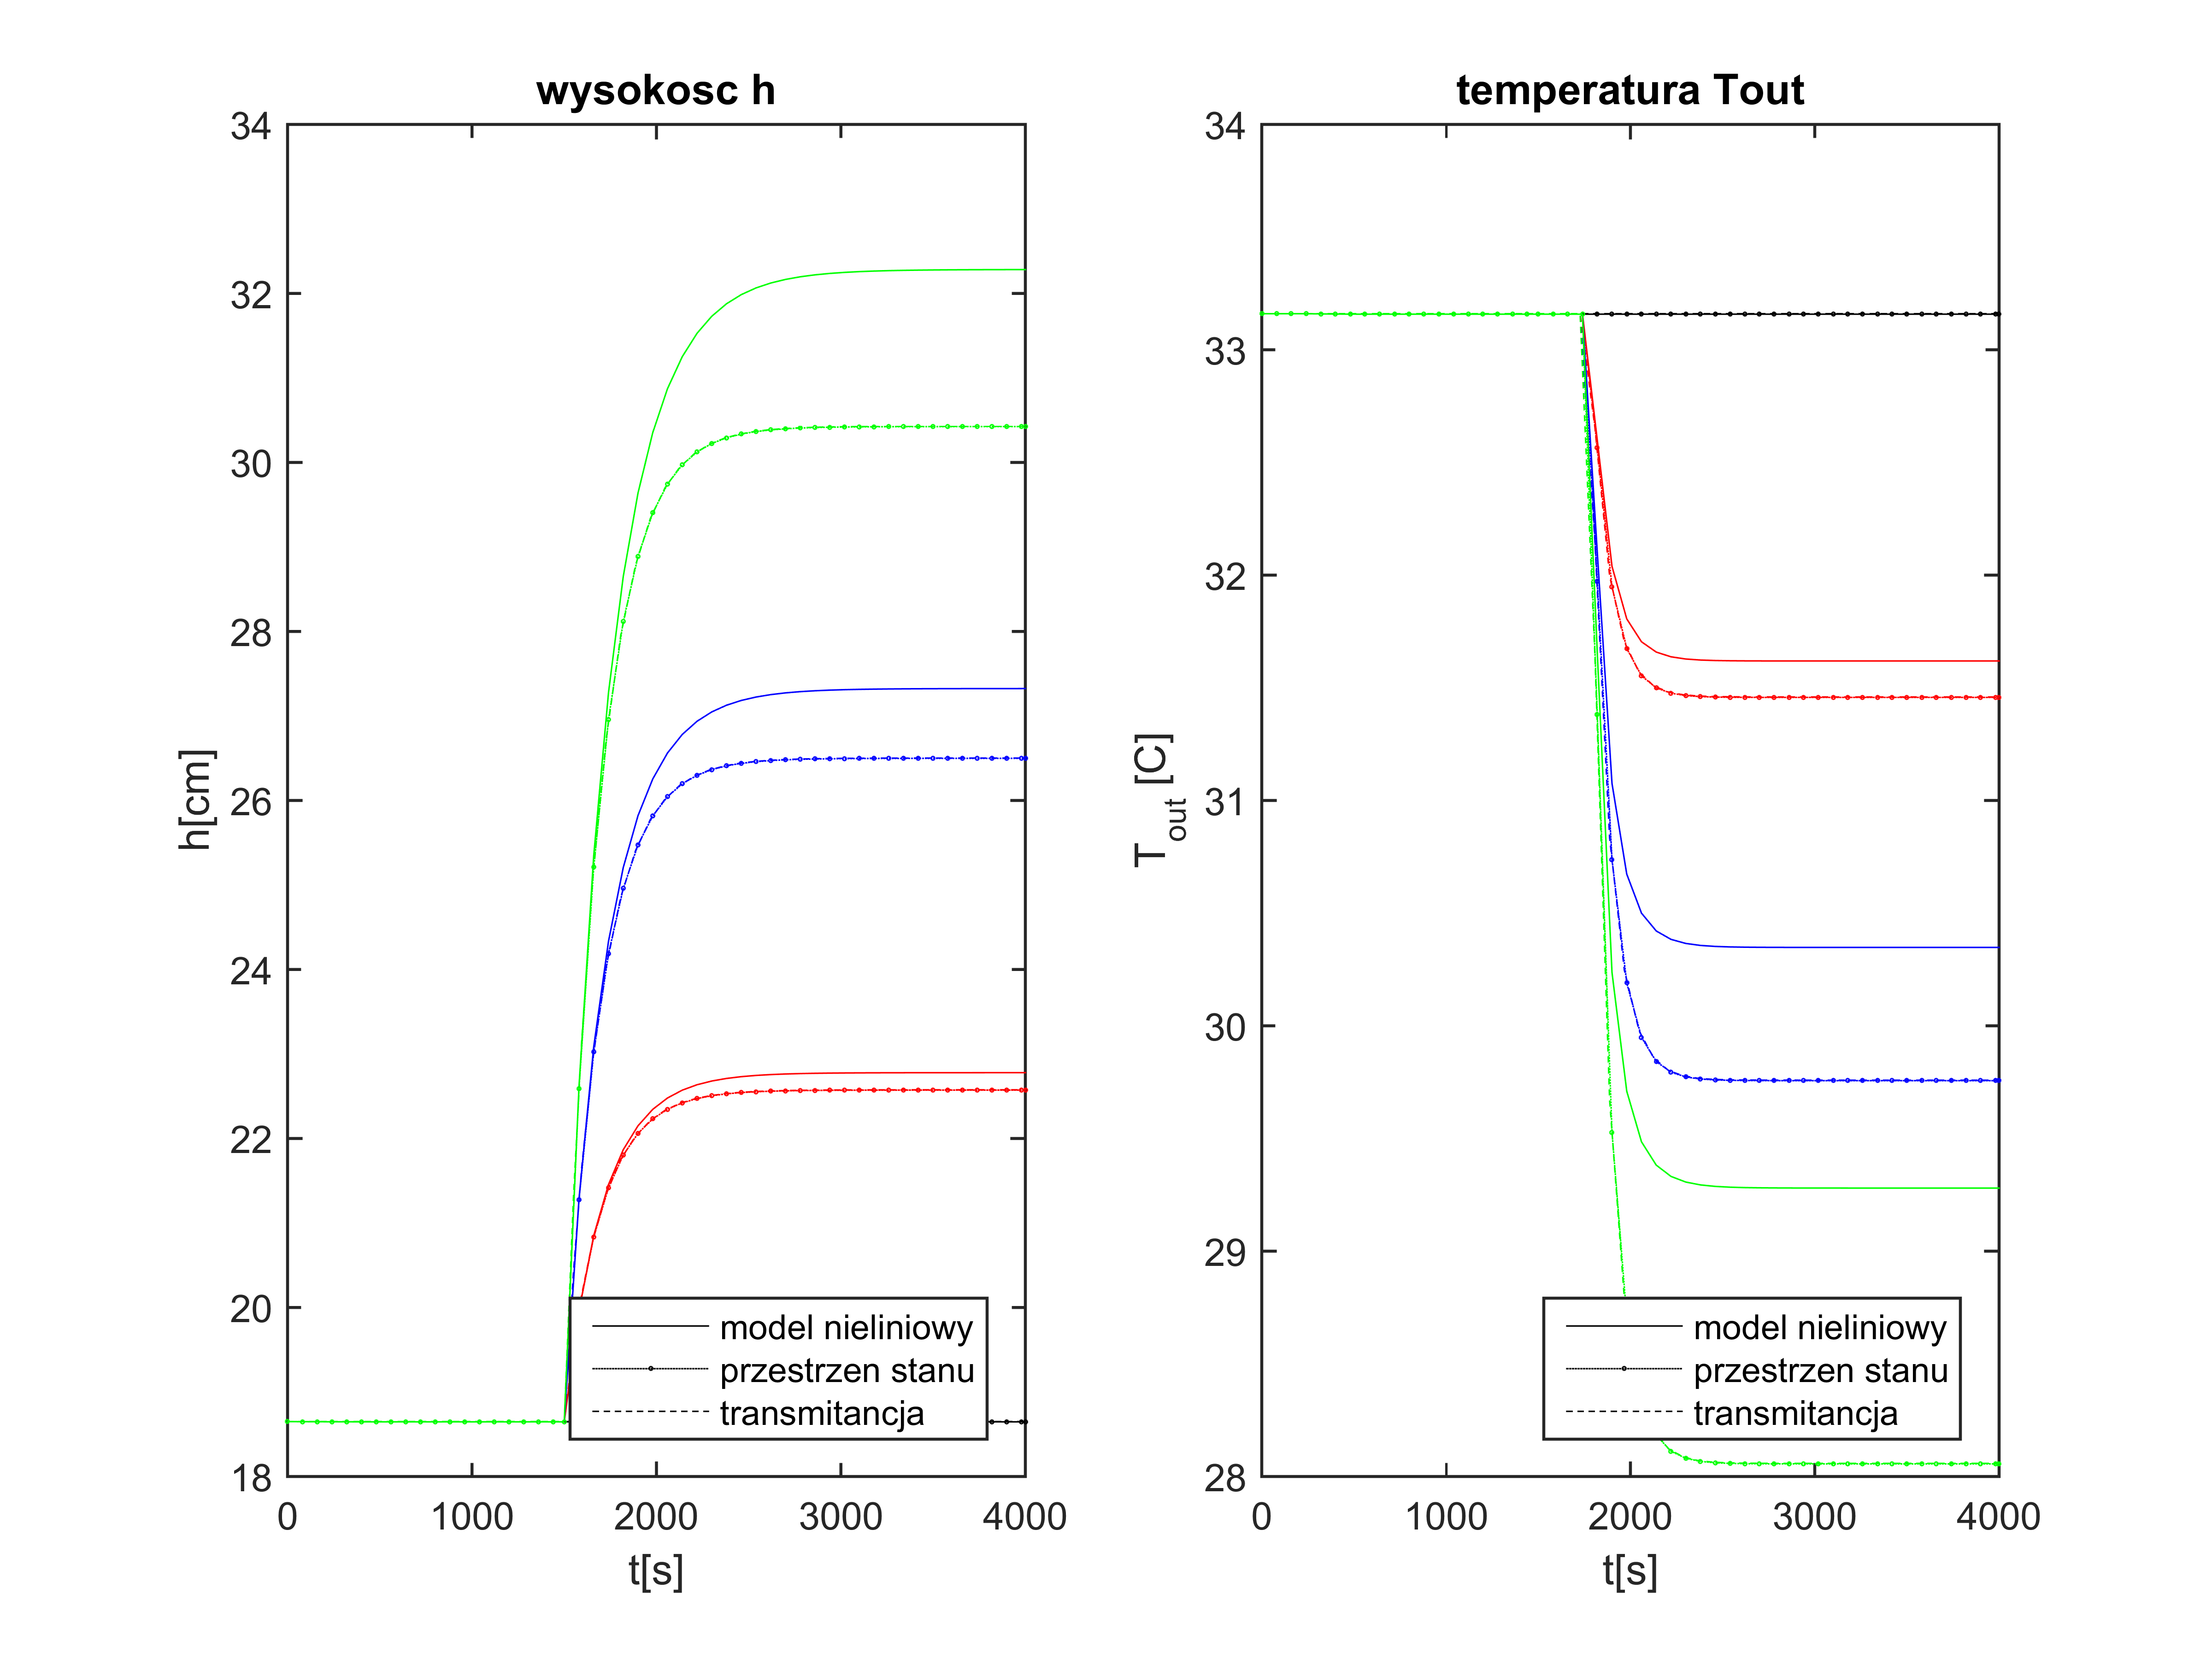 wysokosc h
34
32
30
28
26
24
22
20
18
h[cm]
0 1000 2000 3000 4000
t[s]
model nieliniowy
przestrzen stanu
transmitancja
temperatura Tout
34
33
32
31
30
29
28
T_out [C]
0 1000 2000 3000 4000
t[s]
model nieliniowy
przestrzen stanu
transmitancja